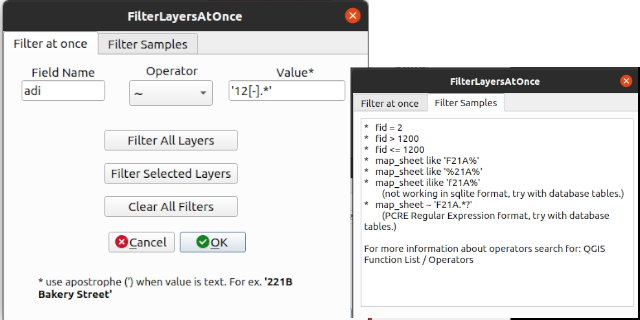 FilterLayersAtOnce
Filter at once
Filter Samples
Field Name
Operator
Value*
adi
~
'12[-].*'
Filter All Layers
Filter Selected Layers
Clear All Filters
Cancel
OK
* use apostrophe (') when value is text. For ex. '221B
Bakery Street'
FilterLayersAtOnce
Filter at once
Filter Samples
* fid = 2
* fid > 1200
* fid <= 1200
* map_sheet like 'F21A%'
* map_sheet like '%21A%'
* map_sheet ilike 'f21A%'
(not working in sqlite format, try with database tables.)
* map_sheet ~ 'F21A.*?'
(PCRE Regular Expression format, try with database
tables.)
For more information about operators search for: QGIS
Function List / Operators